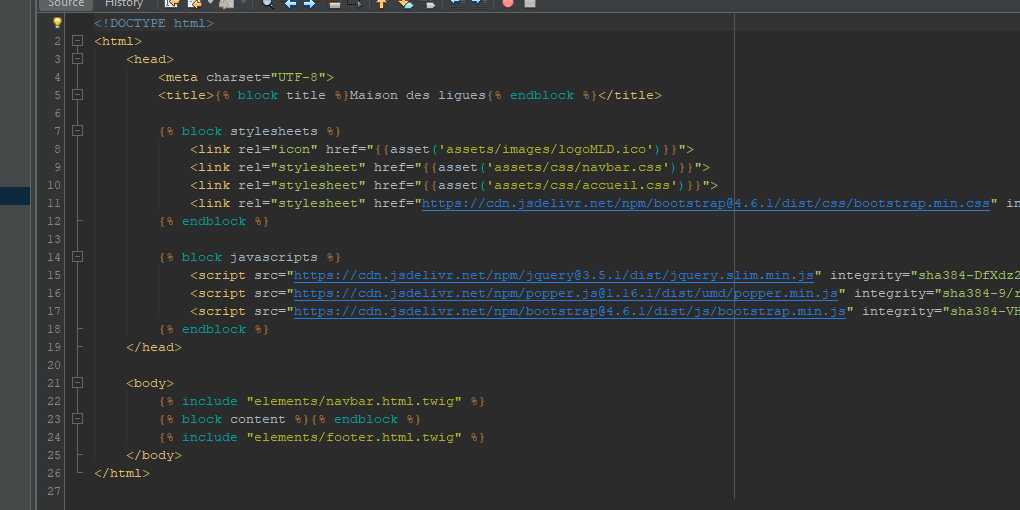 Source History
<!DOCTYPE html>
2 <html>
3 <head>
4 <meta charset="UTF-8">
5 <title>{% block title %}Maison des ligues{% endblock %}</title>
6
7 {% block stylesheets %}
8 <link rel="icon" href="{{asset('assets/images/logoMLD.ico')}}">
9 <link rel="stylesheet" href="{{asset('assets/css/navbar.css')}}">
10 <link rel="stylesheet" href="{{asset('assets/css/accueil.css')}}">
11 <link rel="stylesheet" href="https://cdn.jsdelivr.net/npm/bootstrap@4.6.1/dist/css/bootstrap.min.css" in
12 {% endblock %}
13
14 {% block javascripts %}
15 <script src="https://cdn.jsdelivr.net/npm/jquery@3.5.1/dist/jquery.slim.min.js" integrity="sha384-DfXdz2
16 <script src="https://cdn.jsdelivr.net/npm/popper.js@1.16.1/dist/umd/popper.min.js" integrity="sha384-9/r
17 <script src="https://cdn.jsdelivr.net/npm/bootstrap@4.6.1/dist/js/bootstrap.min.js" integrity="sha384-VH
18 {% endblock %}
19 </head>
20
21 <body>
22 {% include "elements/navbar.html.twig" %}
23 {% block content %}{% endblock %}
24 {% include "elements/footer.html.twig" %}
25 </body>
26 </html>
27